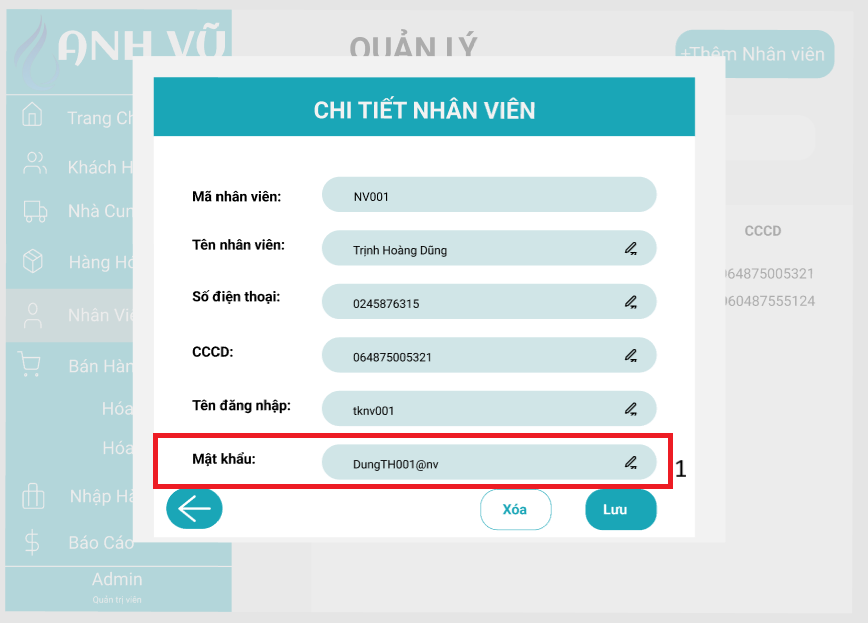 ANH VŨ
QUẢN LÝ
+Thêm Nhân viên
CHI TIẾT NHÂN VIÊN
Trang Ch
Khách H
Nhà Cun
Hàng Hó
Nhân Viê
Bán Hàn
Hóa
Hóa
Nhập Hà
Báo Cáo
Admin
Quản trị viên
Mã nhân viên:
NV001
Tên nhân viên:
Trịnh Hoàng Dũng
Số điện thoại:
0245876315
CCCD:
064875005321
Tên đăng nhập:
tknv001
Mật khẩu:
DungTH001@nv
1
Xóa
Lưu
CCCD
064875005321
060487555124